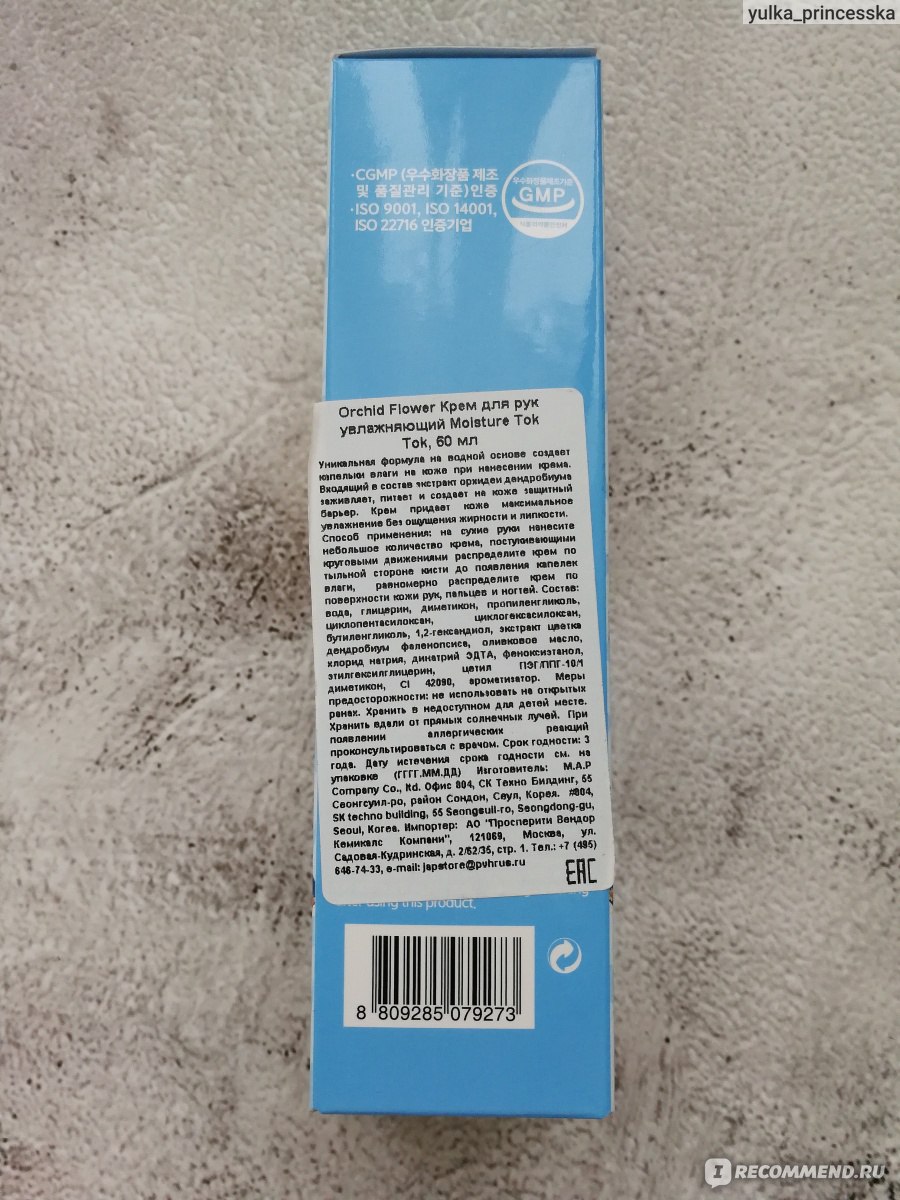 yulka_princesska
·CGMP (우수화장품 제조
및 품질관리 기준)인증
·ISO 9001, ISO 14001,
ISO 22716 인증기업
우수화장품제조기준
GMP
Orchid Flower Крем для рук
увлажняющий Moisture Tok
Tok, 60 мл
Уникальная формула на водной основе создает
капельки влаги на коже при нанесении крема.
Входящий в состав экстракт орхидеи дендробиума
заживляет, питает и создает на коже защитный
барьер. Крем придает коже максимальное
увлажнение без ощущения жирности и липкости.
Способ применения: на сухие руки нанесите
небольшое количество крема, постукивающими
круговыми движениями распределите крем по
тыльной стороне кисти до появления капелек
влаги, равномерно распределите крем по
поверхности кожи рук, пальцев и ногтей. Состав:
вода, глицерин, диметикон, пропиленгликоль,
циклопентасилоксан, циклогексасилоксан,
бутиленгликоль, 1,2-гександиол, экстракт цветка
дендробиум фаленопсиса, оливковое масло,
хлорид натрия, динатрий ЭДТА, феноксиэтанол,
этилгексилглицерин, цетил ПЭГ/ППГ-10/1
диметикон, CI 42090, ароматизатор. Меры
предосторожности: не использовать на открытых
ранах. Хранить в недоступном для детей месте.
Хранить вдали от прямых солнечных лучей. При
появлении аллергических реакций
проконсультироваться с врачом. Срок годности: 3
года. Дату истечения срока годности см. на
упаковке (ГГГГ.ММ.ДД) Изготовитель: M.A.P
Company Co., ltd. Офис 804, СК Техно Билдинг, 55
Сеонгсуил-ро, район Сондон, Сеул, Корея. #804,
SK techno building, 55 Seongsuil-ro, Seongdong-gu,
Seoul, Korea. Импортер: АО "Просперити Вендор
Кемикалс Компани", 121069, Москва, ул.
Садовая-Кудринская, д. 2/62/35, стр. 1. Тел.: +7 (495)
646-74-33, e-mail: japstore@pvhrus.ru
EAC
using this product.
8 809285 079273
IRECOMMEND.RU